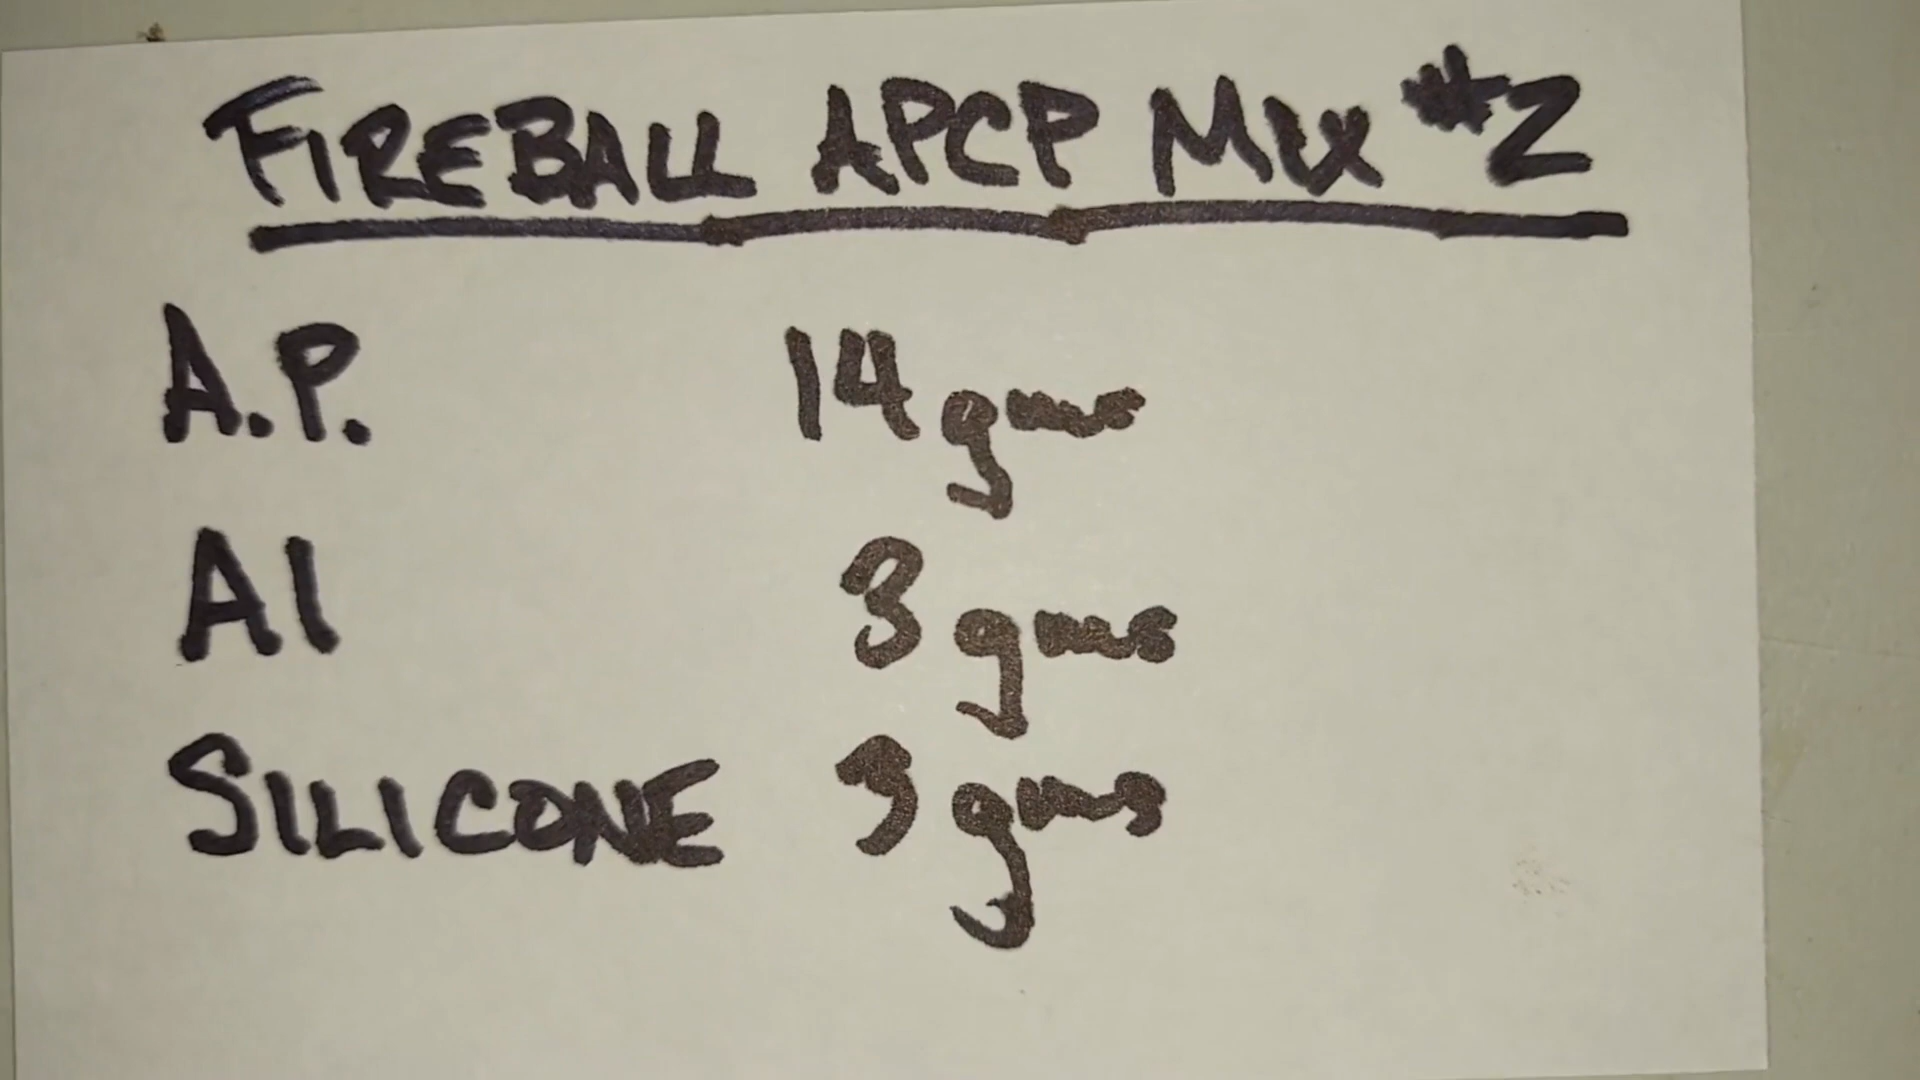 FIREBALL APCP MIX #2
A.P. 14 gms
Al 3 gms
SILICONE 3 gms